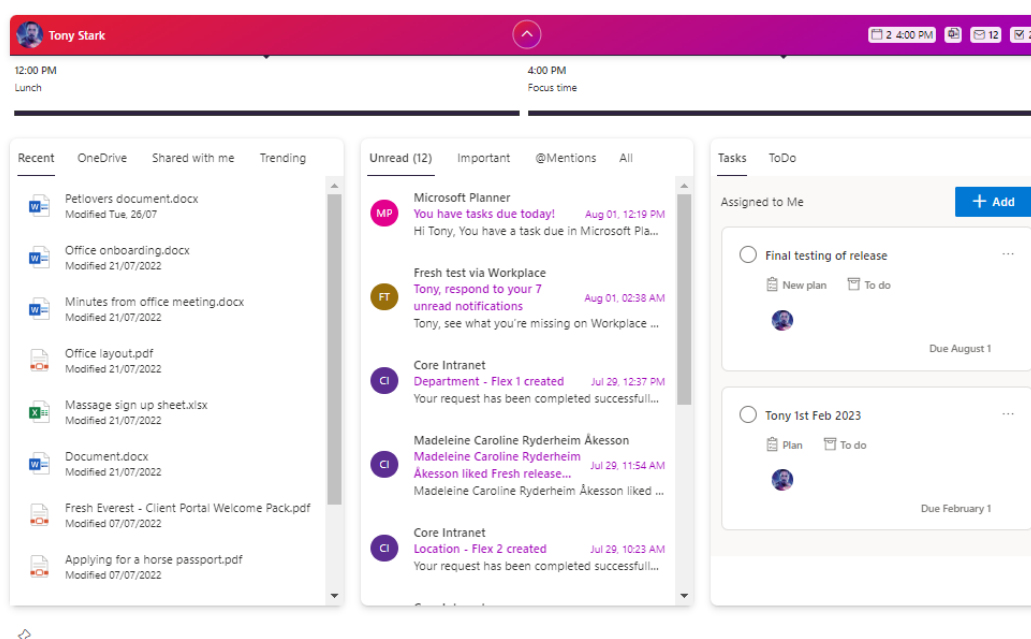 Tony Stark
2 4:00 PM
12
12:00 PM
Lunch
4:00 PM
Focus time
Recent OneDrive Shared with me Trending
Petlovers document.docx
Modified Tue, 26/07
Office onboarding.docx
Modified 21/07/2022
Minutes from office meeting.docx
Modified 21/07/2022
Office layout.pdf
Modified 21/07/2022
Massage sign up sheet.xlsx
Modified 21/07/2022
Document.docx
Modified 21/07/2022
Fresh Everest - Client Portal Welcome Pack.pdf
Modified 07/07/2022
Applying for a horse passport.pdf
Modified 07/07/2022
Unread (12) Important @Mentions All
MP
Microsoft Planner
You have tasks due today! Aug 01, 12:19 PM
Hi Tony, You have a task due in Microsoft Pla...
FT
Fresh test via Workplace
Tony, respond to your 7
unread notifications Aug 01, 02:38 AM
Tony, see what you're missing on Workplace ...
CI
Core Intranet
Department - Flex 1 created Jul 29, 12:37 PM
Your request has been completed successfull...
CI
Madeleine Caroline Ryderheim Åkesson
Madeleine Caroline Ryderheim
Åkesson liked Fresh release... Jul 29, 11:54 AM
Madeleine Caroline Ryderheim Åkesson liked ...
CI
Core Intranet
Location - Flex 2 created Jul 29, 10:23 AM
Your request has been completed successfull...
Tasks ToDo
Assigned to Me
+ Add
Final testing of release
New plan To do
Due August 1
Tony 1st Feb 2023
Plan To do
Due February 1